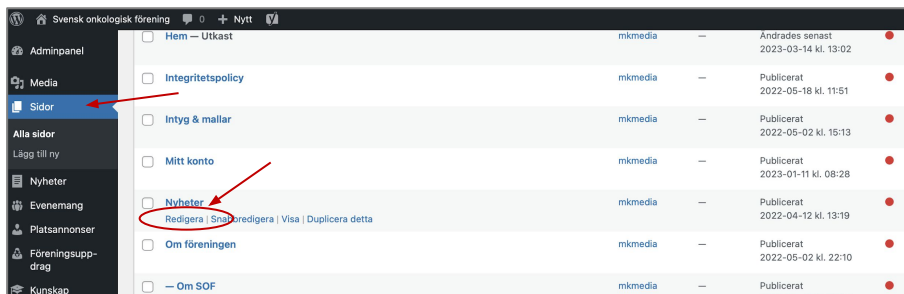 Svensk onkologisk förening 0 + Nytt
Adminpanel
Media
Sidor
Alla sidor
Lägg till ny
Nyheter
Evenemang
Platsannonser
Föreningsupp-
drag
Kunskap
Hem — Utkast mkmedia — Ändrades senast
2023-03-14 kl. 13:02
Integritetspolicy mkmedia — Publicerat
2022-05-18 kl. 11:51
Intyg & mallar mkmedia — Publicerat
2022-05-02 kl. 15:13
Mitt konto mkmedia — Publicerat
2023-01-11 kl. 08:28
Nyheter mkmedia — Publicerat
Redigera | Snabbredigera | Visa | Duplicera detta 2022-04-12 kl. 13:19
Om föreningen mkmedia — Publicerat
2022-05-02 kl. 22:10
— Om SOF mkmedia — Publicerat